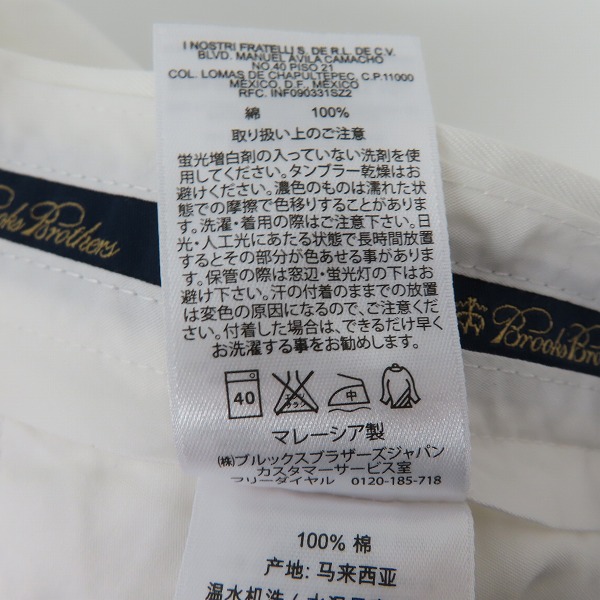 I NOSTRI FRATELLI S. DE R.L. DE C.V.
BLVD. MANUEL ÁVILA CAMACHO
NO.40 PISO 21
COL. LOMAS DE CHAPULTEPEC, C.P.11000
MÉXICO, D.F., MÉXICO
RFC. INF090331SZ2
綿 100%
取り扱い上のご注意
蛍光増白剤の入っていない洗剤を使
用してください。タンブラー乾燥はお
避けください。濃色のものは濡れた状
態での摩擦で色移りすることがありま
す。洗濯・着用の際はご注意下さい。日
光・人工光にあたる状態で長時間放置
するとその部分が色あせる事がありま
す。保管の際は窓辺・蛍光灯の下はお
避け下さい。汗の付着のままでの放置
は変色の原因になるので、ご注意くださ
い。付着した場合は、できるだけ早く
お洗濯する事をお勧めします。
40 エンソ サラシ 中
マレーシア製
㈱ブルックスブラザーズジャパン
カスタマーサービス室
フリーダイヤル 0120-185-718
Brooks Brothers
Brooks Bro
100% 棉
产地: 马来西亚
温水机洗